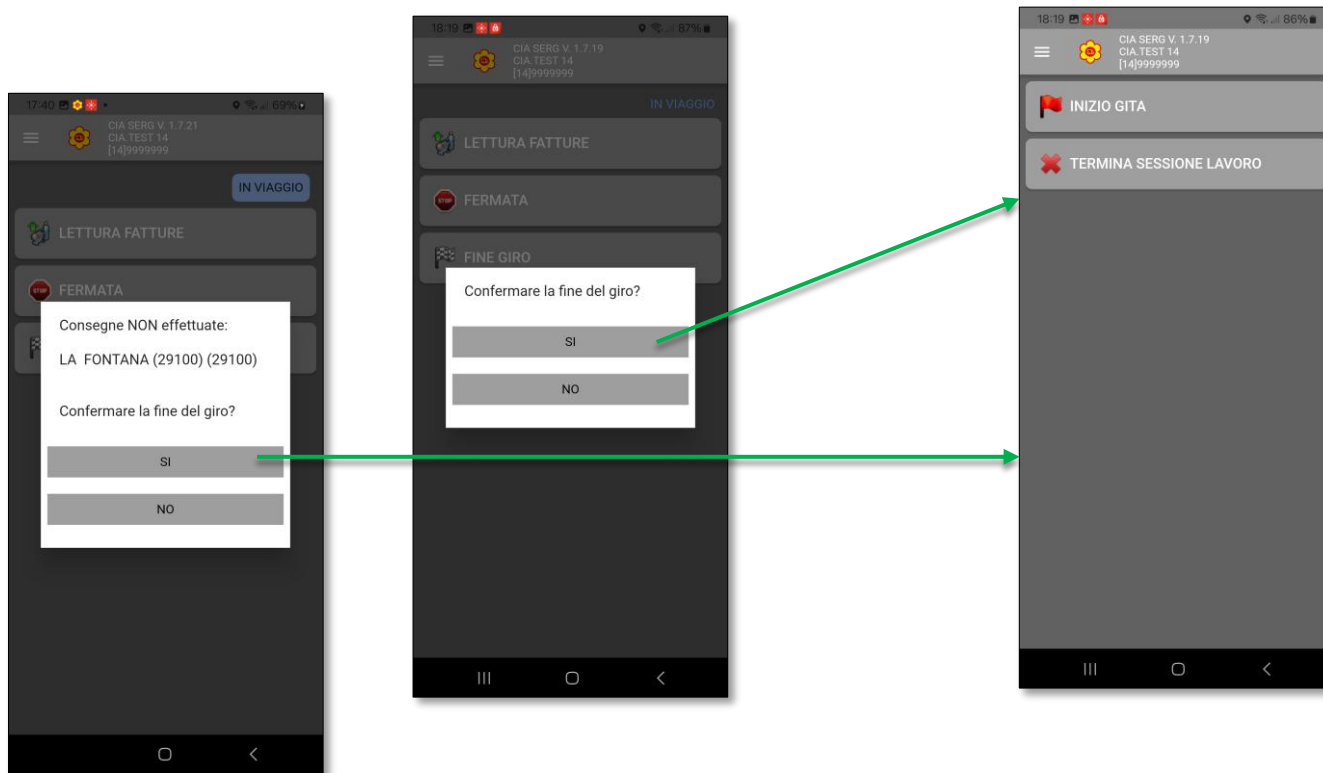 17:40
69%
CIA SERG V. 1.7.21
CIA.TEST 14
[14]9999999
IN VIAGGIO
LETTURA FATTURE
FERMATA
Consegne NON effettuate:
LA FONTANA (29100) (29100)
Confermare la fine del giro?
SI
NO
18:19
87%
CIA SERG V. 1.7.19
CIA.TEST 14
[14]9999999
IN VIAGGIO
LETTURA FATTURE
STOP
FERMATA
FINE GIRO
Confermare la fine del giro?
SI
NO
18:19
86%
CIA SERG V. 1.7.19
CIA.TEST 14
[14]9999999
INIZIO GITA
TERMINA SESSIONE LAVORO